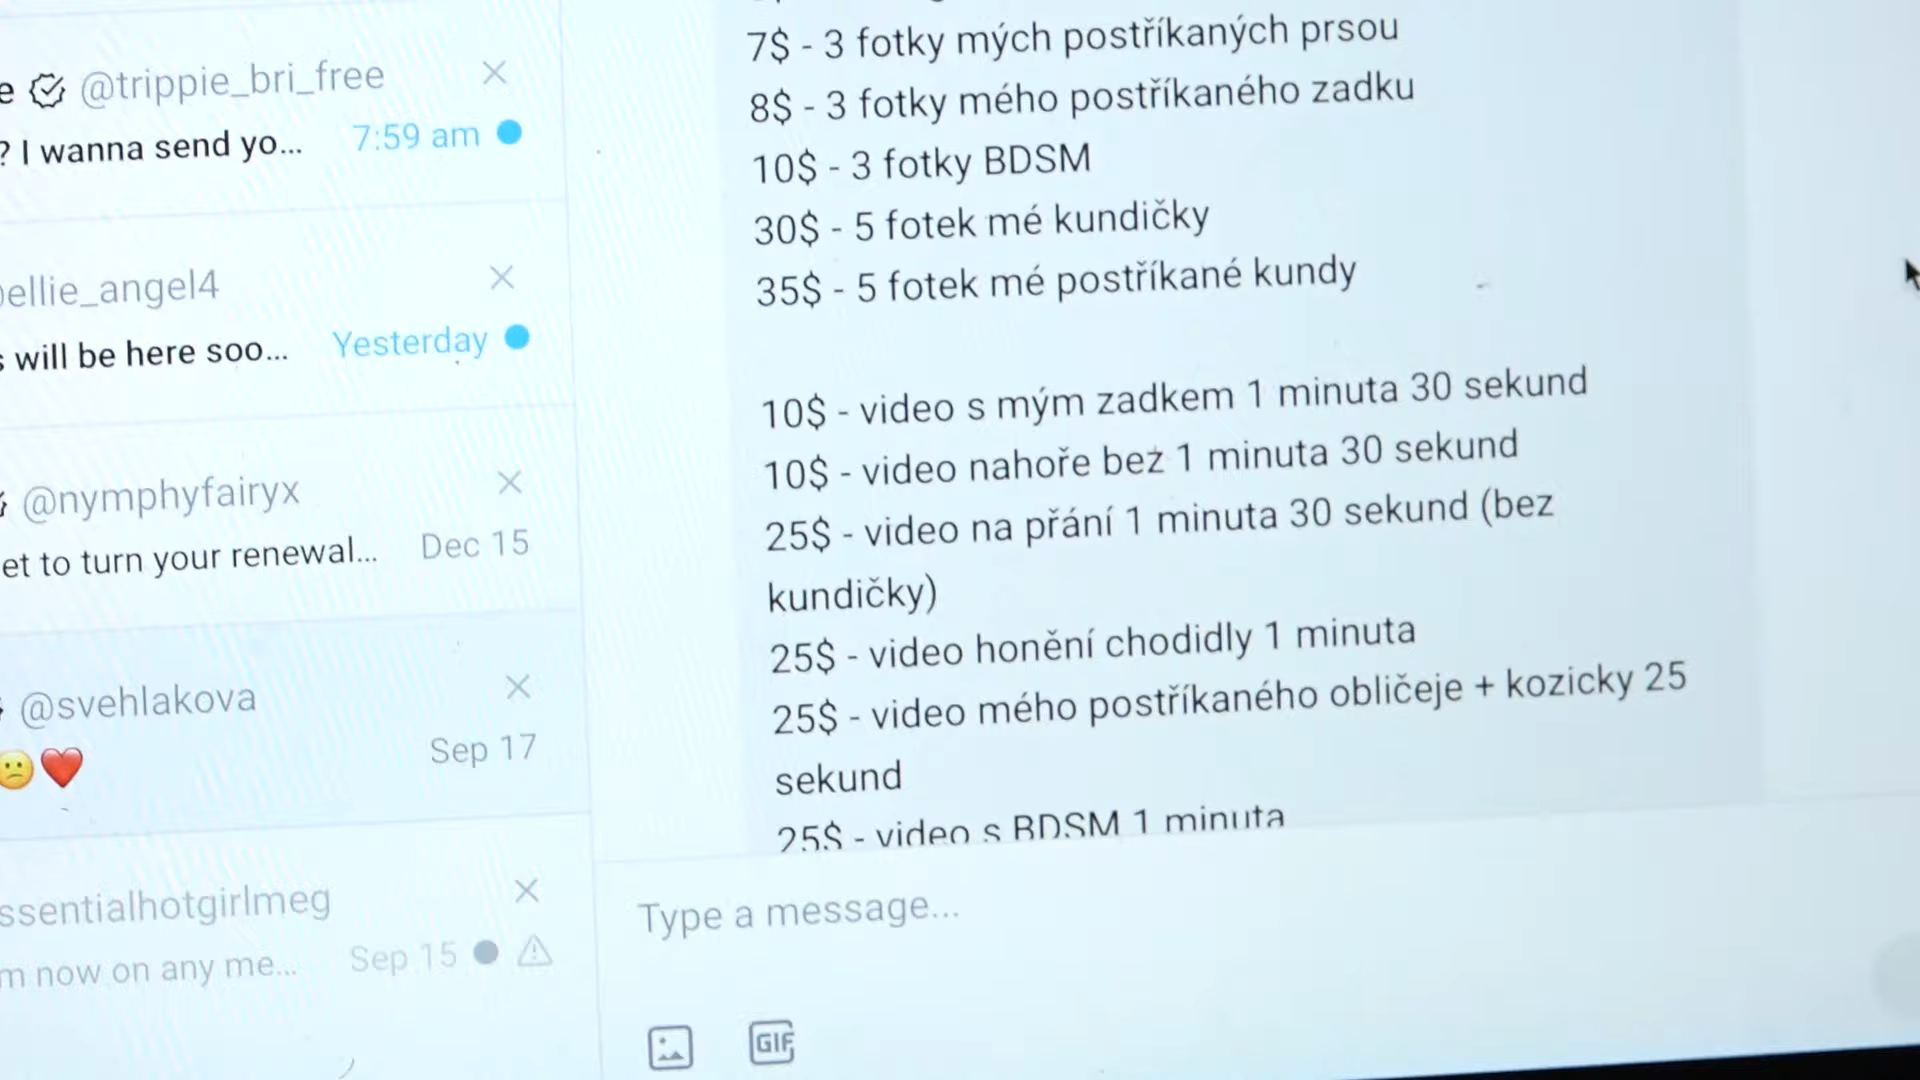 e @trippie_bri_free
? I wanna send yo... 7:59 am
ellie_angel4
will be here soo... Yesterday
@nymphyfairyx
et to turn your renewal... Dec 15
@svehlakova
Sep 17
ssentialhotgirlmeg
m now on any me... Sep 15
7$ - 3 fotky mých postříkaných prsou
8$ - 3 fotky mého postříkaného zadku
10$ - 3 fotky BDSM
30$ - 5 fotek mé kundičky
35$ - 5 fotek mé postříkané kundy
10$ - video s mým zadkem 1 minuta 30 sekund
10$ - video nahoře bez 1 minuta 30 sekund
25$ - video na přání 1 minuta 30 sekund (bez
kundičky)
25$ - video honění chodidly 1 minuta
25$ - video mého postříkaného obličeje + kozicky 25
sekund
25$ - video s BDSM 1 minuta
Type a message...
GIF